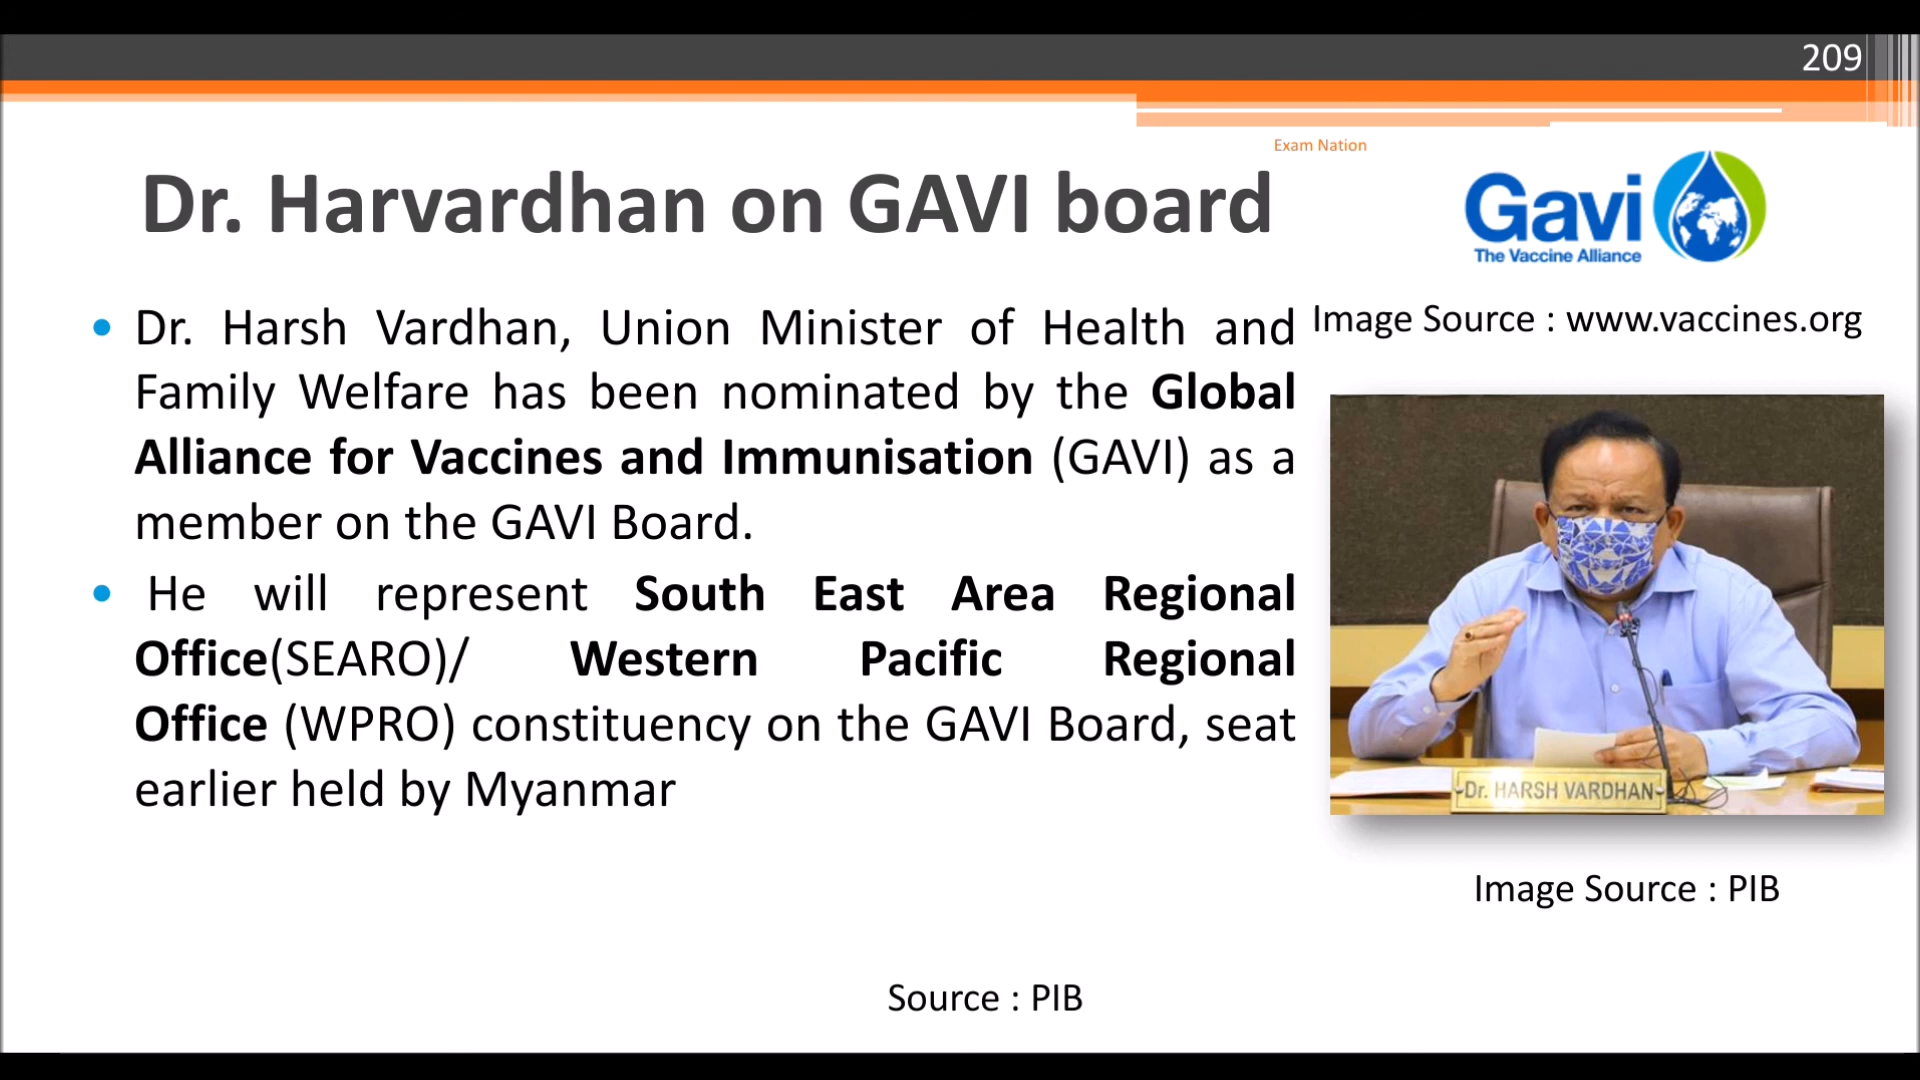 209
Exam Nation
Dr. Harvardhan on GAVI board
Gavi
The Vaccine Alliance
Dr. Harsh Vardhan, Union Minister of Health and
Family Welfare has been nominated by the Global
Alliance for Vaccines and Immunisation (GAVI) as a
member on the GAVI Board.
He will represent South East Area Regional
Office(SEARO)/ Western Pacific Regional
Office (WPRO) constituency on the GAVI Board, seat
earlier held by Myanmar
Image Source : www.vaccines.org
Dr. HARSH VARDHAN
Image Source : PIB
Source : PIB